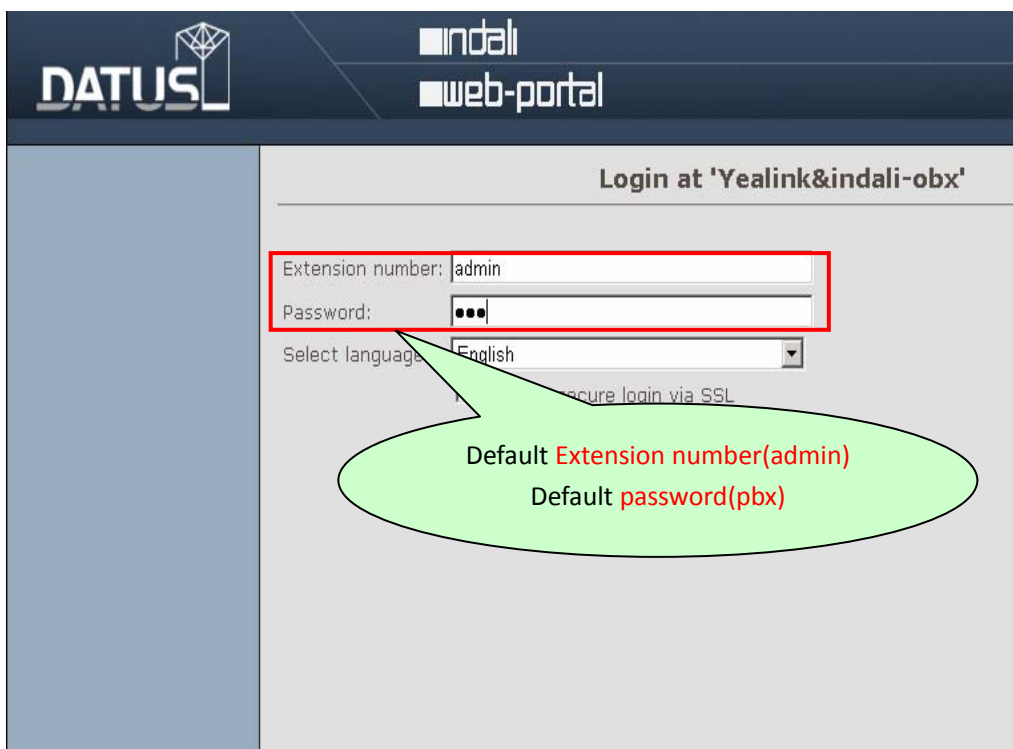 DATUS
indali
web-portal
Login at 'Yealink&indali-obx'
Extension number: admin
Password: •••
Select language English
secure login via SSL
Default Extension number(admin)
Default password(pbx)